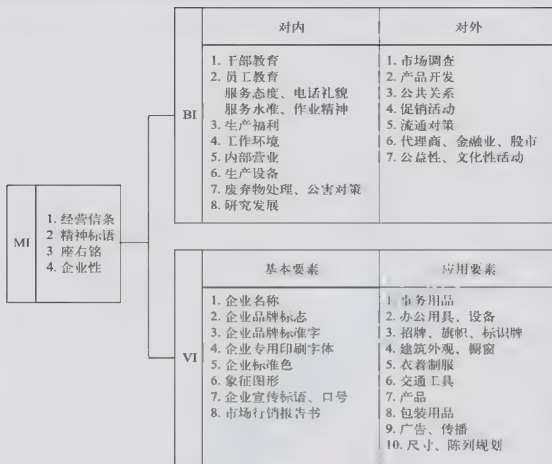 MI
1. 经营信条
2 精神标语
3 座右铭
4. 企业性
BI
对内
1. 干部教育
2. 员工教育
服务态度、电话礼貌
服务水准、作业精神
3. 生产福利
4. 工作环境
5. 内部营业
6. 生产设备
7. 废弃物处理、公害对策
8. 研究发展
对外
1. 市场调查
2. 产品开发
3. 公共关系
4. 促销活动
5. 流通对策
6. 代理商、金融业、股市
7. 公益性、文化性活动
VI
基本要素
1. 企业名称
2. 企业品牌标志
3. 企业品牌标准字
4. 企业专用印刷字体
5. 企业标准色
6. 象征图形
7. 企业宣传标语、口号
8. 市场行销报告书
应用要素
1. 事务用品
2. 办公用具、设备
3. 招牌、旗帜、标识牌
4. 建筑外观、橱窗
5. 衣着制服
6. 交通工具
7. 产品
8. 包装用品
9. 广告、传播
10. 尺寸、陈列规划